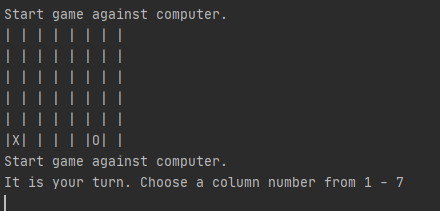 Start game against computer.
| | | | | | | |
| | | | | | | |
| | | | | | | |
| | | | | | | |
| | | | | | | |
|X| | | | |O| |
Start game against computer.
It is your turn. Choose a column number from 1 - 7